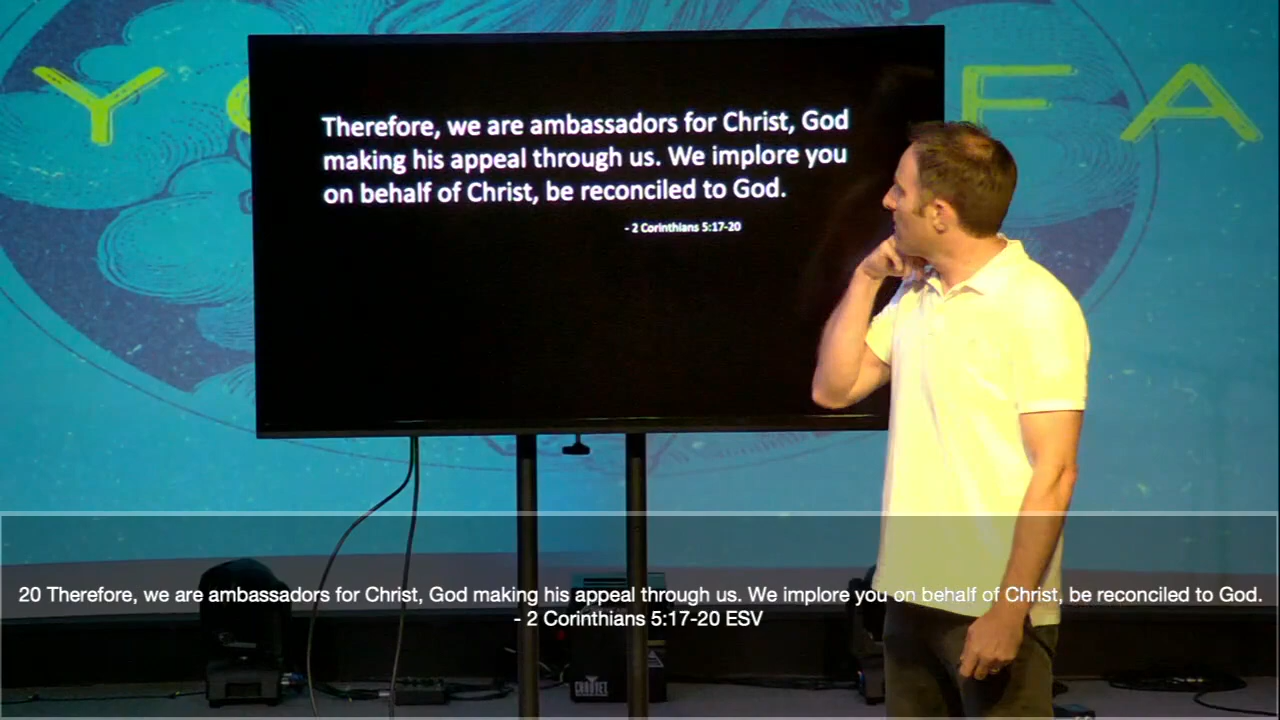 Y FA
Therefore, we are ambassadors for Christ, God
making his appeal through us. We implore you
on behalf of Christ, be reconciled to God.
- 2 Corinthians 5:17-20
20 Therefore, we are ambassadors for Christ, God making his appeal through us. We implore you on behalf of Christ, be reconciled to God.
- 2 Corinthians 5:17-20 ESV
CHAUVET